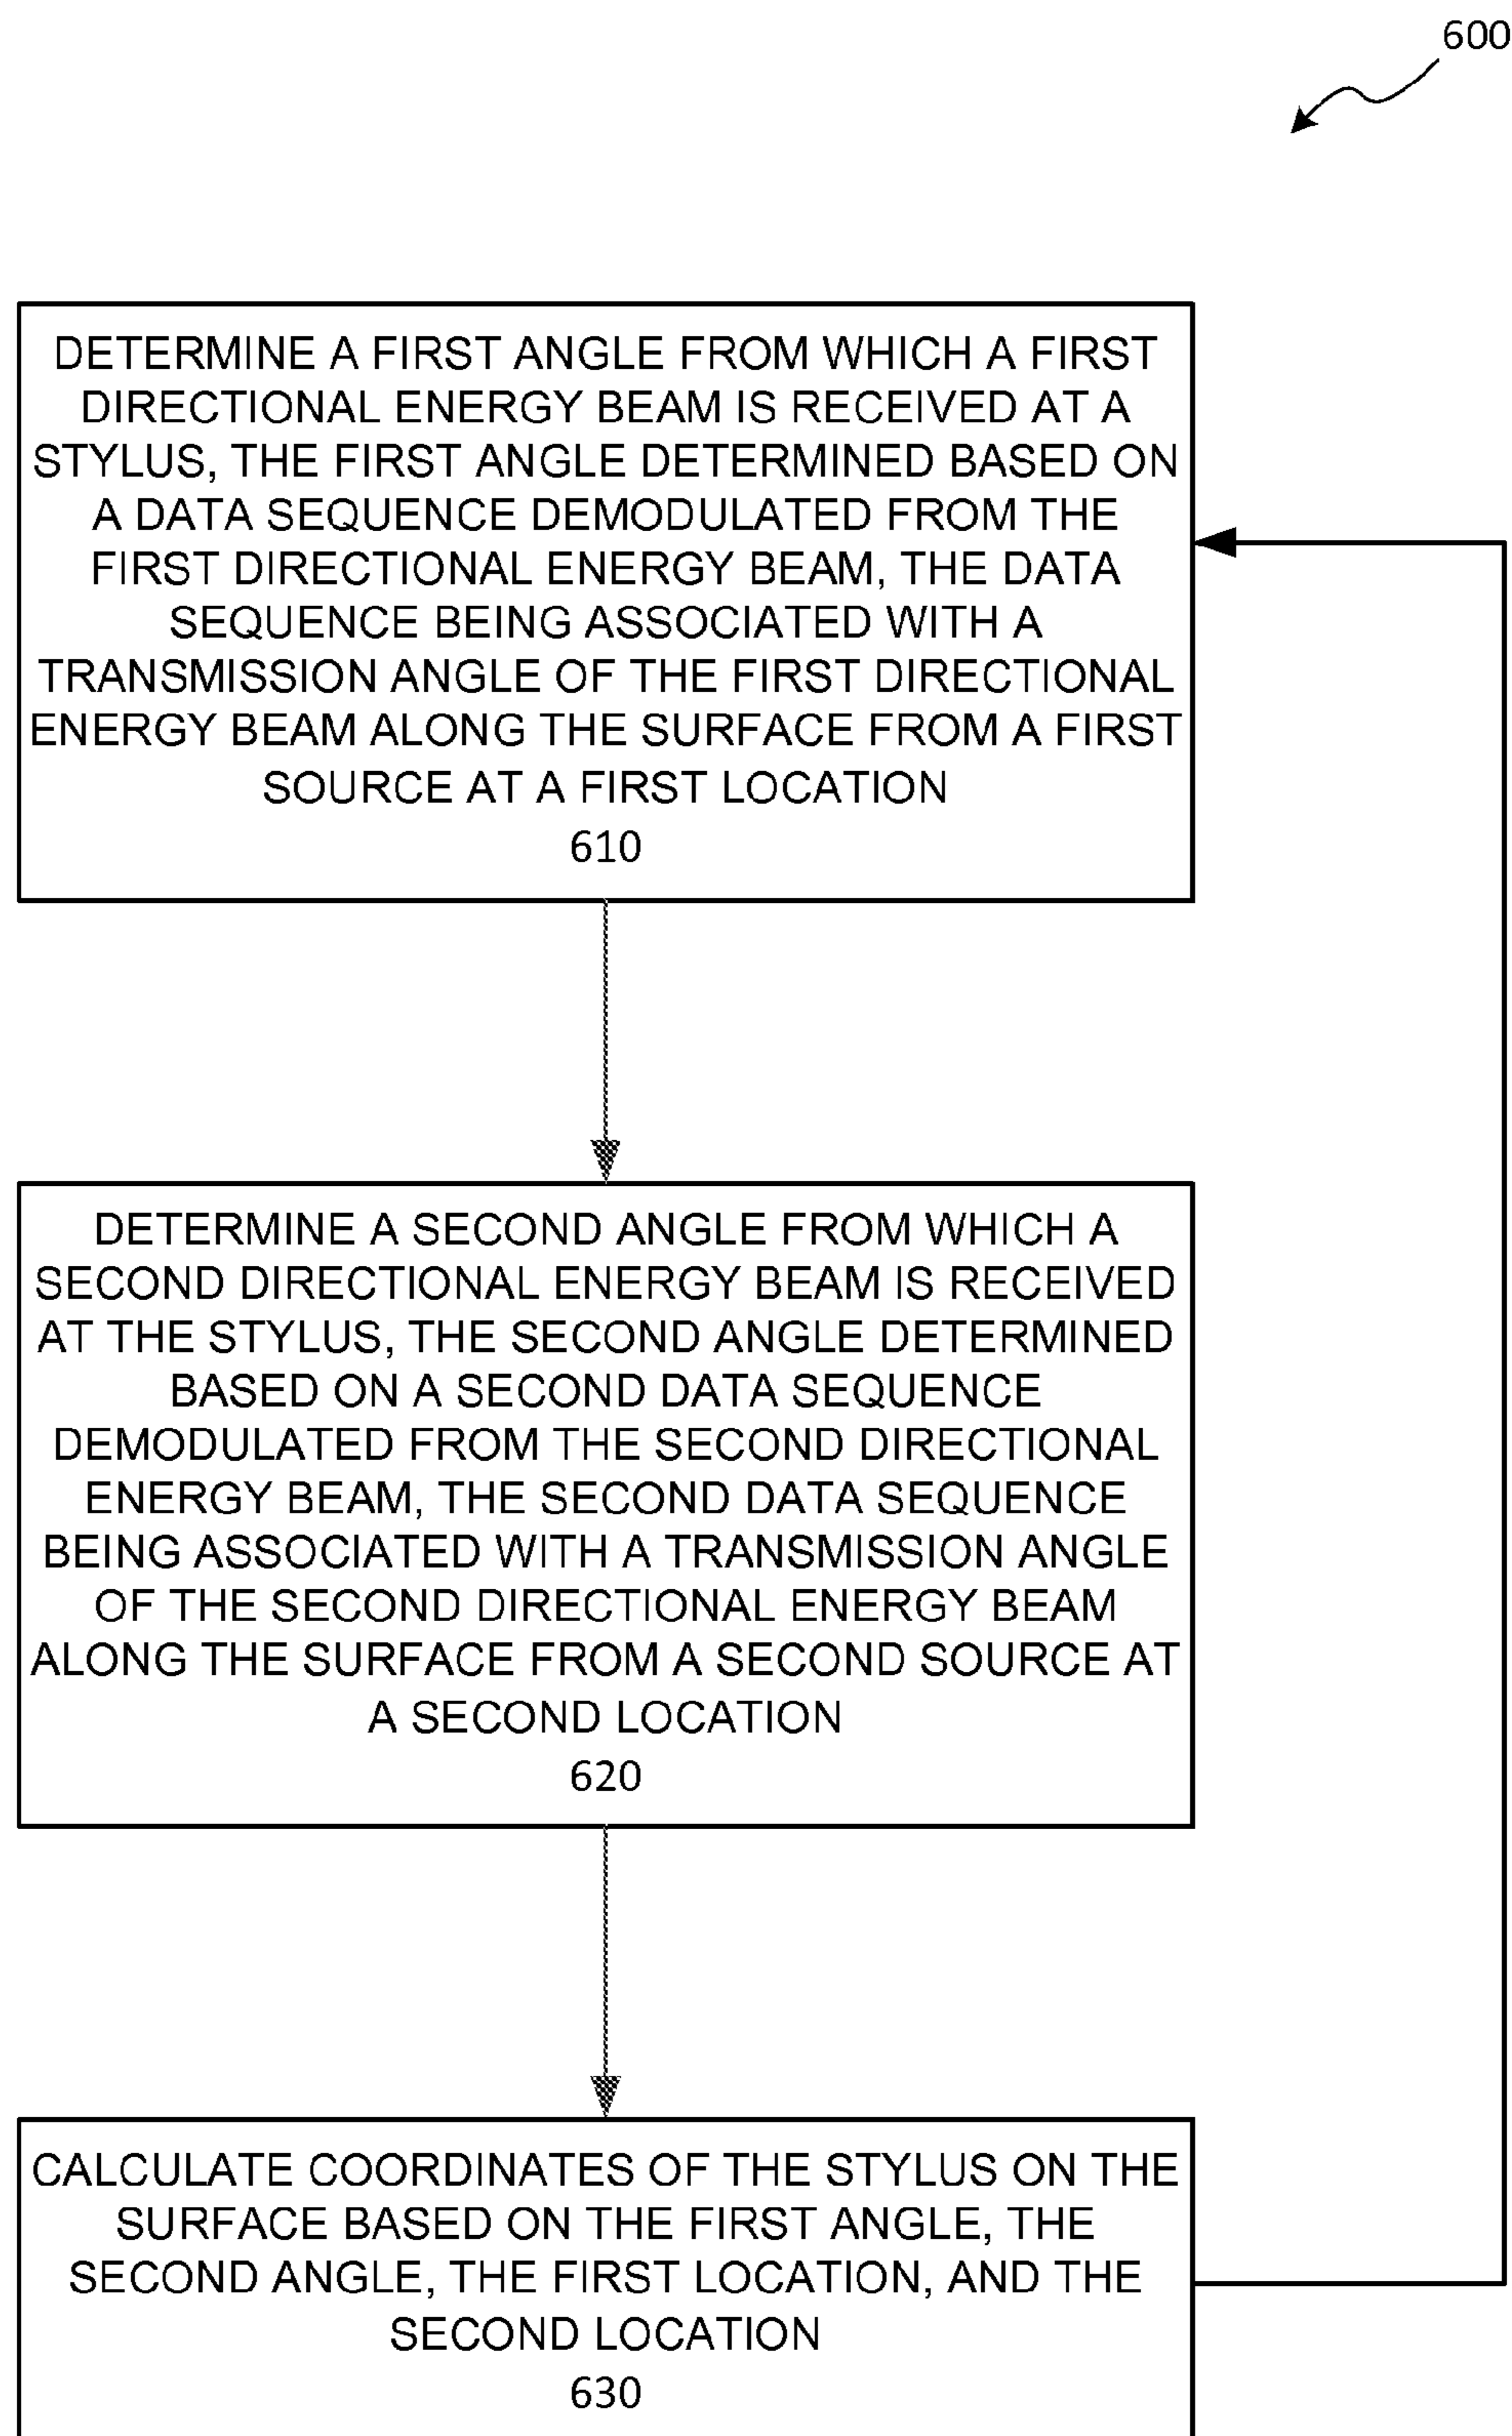 600
DETERMINE A FIRST ANGLE FROM WHICH A FIRST
DIRECTIONAL ENERGY BEAM IS RECEIVED AT A
STYLUS, THE FIRST ANGLE DETERMINED BASED ON
A DATA SEQUENCE DEMODULATED FROM THE
FIRST DIRECTIONAL ENERGY BEAM, THE DATA
SEQUENCE BEING ASSOCIATED WITH A
TRANSMISSION ANGLE OF THE FIRST DIRECTIONAL
ENERGY BEAM ALONG THE SURFACE FROM A FIRST
SOURCE AT A FIRST LOCATION
610
DETERMINE A SECOND ANGLE FROM WHICH A
SECOND DIRECTIONAL ENERGY BEAM IS RECEIVED
AT THE STYLUS, THE SECOND ANGLE DETERMINED
BASED ON A SECOND DATA SEQUENCE
DEMODULATED FROM THE SECOND DIRECTIONAL
ENERGY BEAM, THE SECOND DATA SEQUENCE
BEING ASSOCIATED WITH A TRANSMISSION ANGLE
OF THE SECOND DIRECTIONAL ENERGY BEAM
ALONG THE SURFACE FROM A SECOND SOURCE AT
A SECOND LOCATION
620
CALCULATE COORDINATES OF THE STYLUS ON THE
SURFACE BASED ON THE FIRST ANGLE, THE
SECOND ANGLE, THE FIRST LOCATION, AND THE
SECOND LOCATION
630